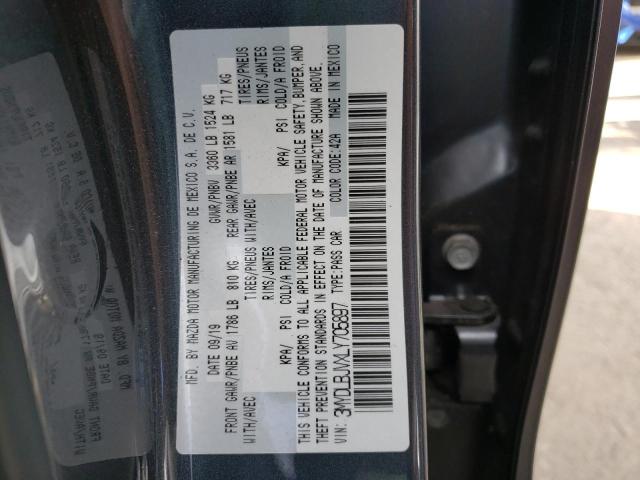 MFD. BY MAZDA MOTOR MANUFACTURING DE MEXICO S.A. DE C.V.
DATE 09/19 GVWR/PNBV 3360 LB 1524 KG
FRONT GAWR/PNBE AV 1786 LB 810 KG REAR GAWR/PNBE AR 1581 LB 717 KG
WITH/AVEC TIRES/PNEUS WITH/AVEC TIRES/PNEUS
RIMS/JANTES RIMS/JANTES
KPA/ PSI COLD/A FROID KPA/ PSI COLD/A FROID
THIS VEHICLE CONFORMS TO ALL APPLICABLE FEDERAL MOTOR VEHICLE SAFETY, BUMPER, AND
THEFT PREVENTION STANDARDS IN EFFECT ON THE DATE OF MANUFACTURE SHOWN ABOVE.
VIN: 3MYDLBJVXLY705897 TYPE:PASS CAR COLOR CODE:42A MADE IN MEXICO